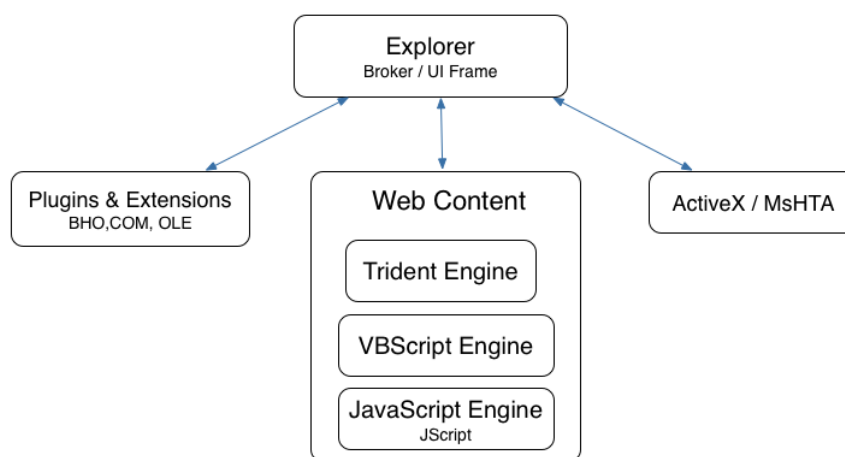 Explorer
Broker / UI Frame
Plugins & Extensions
BHO,COM, OLE
Web Content
Trident Engine
VBScript Engine
JavaScript Engine
JScript
ActiveX / MsHTA